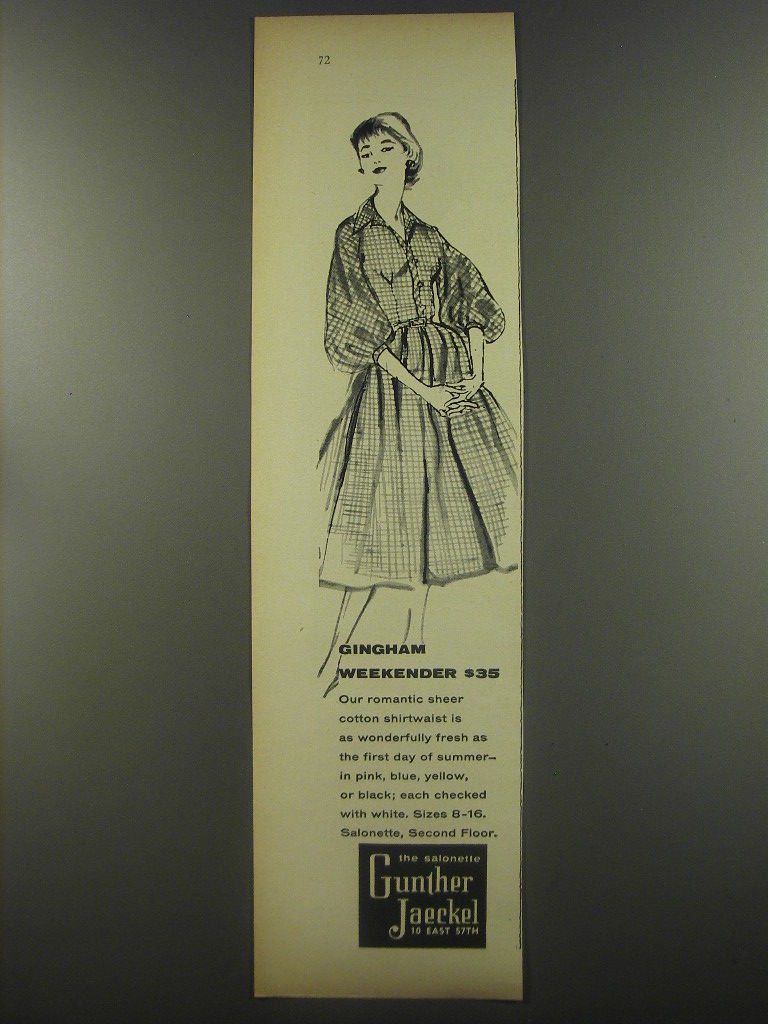 72
GINGHAM
WEEKENDER $35
Our romantic sheer
cotton shirtwaist is
as wonderfully fresh as
the first day of summer—
in pink, blue, yellow,
or black; each checked
with white. Sizes 8-16.
Salonette, Second Floor.
the salonette
Gunther
Jaeckel
10 EAST 57TH